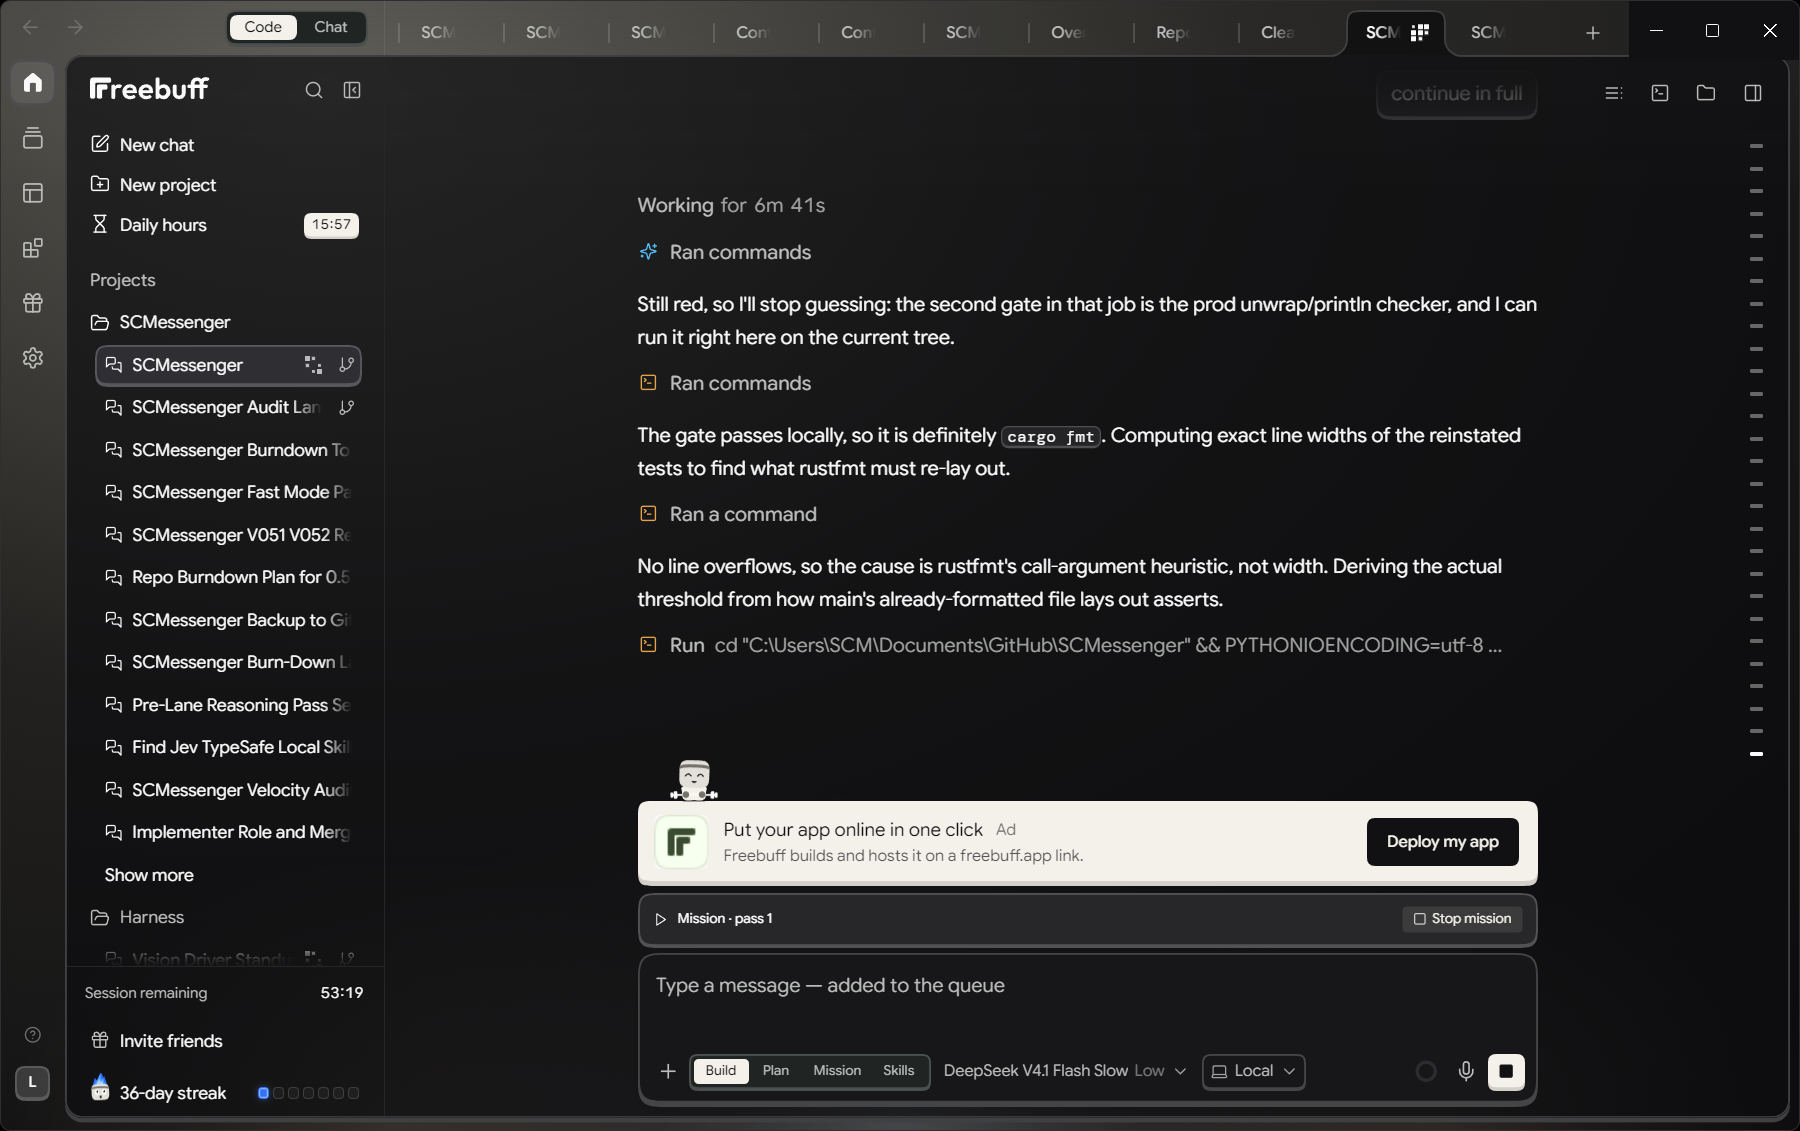 Code
Chat
SCM
SCM
SCM
Con
Con
SCM
Over
Repo
Clea
SCM
SCM
Freebuff
New chat
New project
Daily hours
15:57
Projects
SCMessenger
SCMessenger
SCMessenger Audit Lan
SCMessenger Burndown To
SCMessenger Fast Mode Pa
SCMessenger V051 V052 Re
Repo Burndown Plan for 0.5
SCMessenger Backup to Gi
SCMessenger Burn-Down L
Pre-Lane Reasoning Pass Se
Find Jev TypeSafe Local Skil
SCMessenger Velocity Audi
Implementer Role and Merg
Show more
Harness
Vision Driver Standu
Session remaining
53:19
Invite friends
36-day streak
L
continue in full
Working for 6m 41s
Ran commands
Still red, so I'll stop guessing: the second gate in that job is the prod unwrap/println checker, and I can
run it right here on the current tree.
Ran commands
The gate passes locally, so it is definitely cargo fmt. Computing exact line widths of the reinstated
tests to find what rustfmt must re-lay out.
Ran a command
No line overflows, so the cause is rustfmt's call-argument heuristic, not width. Deriving the actual
threshold from how main's already-formatted file lays out asserts.
Run cd "C:\Users\SCM\Documents\GitHub\SCMessenger" && PYTHONIOENCODING=utf-8 ...
Put your app online in one click Ad
Freebuff builds and hosts it on a freebuff.app link.
Deploy my app
Mission · pass 1
Stop mission
Type a message — added to the queue
Build
Plan
Mission
Skills
DeepSeek V4.1 Flash Slow Low
Local